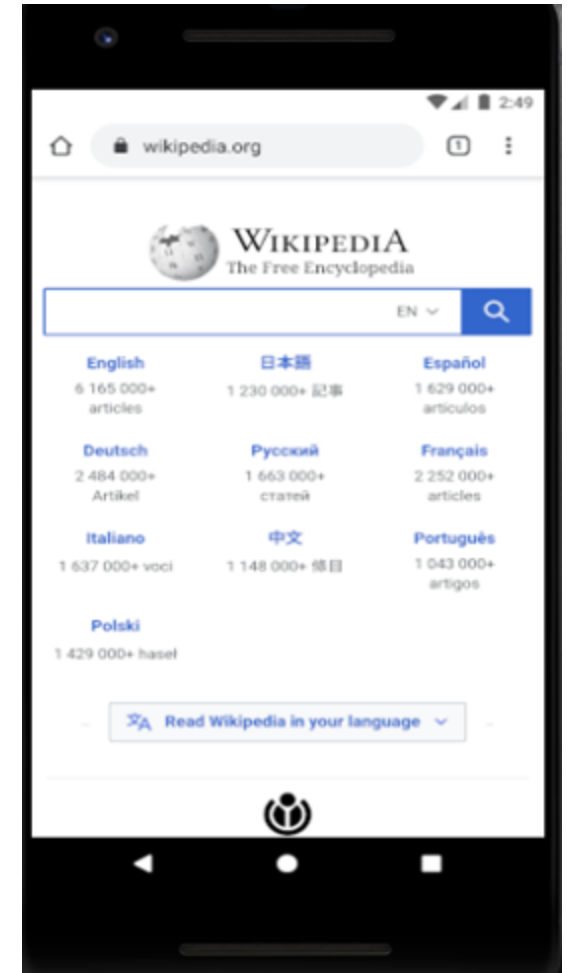 2:49
wikipedia.org
1
WIKIPEDIA
The Free Encyclopedia
EN
English
6 165 000+
articles
日本語
1 230 000+ 記事
Español
1 629 000+
artículos
Deutsch
2 484 000+
Artikel
Русский
1 663 000+
статей
Français
2 252 000+
articles
Italiano
1 637 000+ voci
中文
1 148 000+ 條目
Português
1 043 000+
artigos
Polski
1 429 000+ haseł
Read Wikipedia in your language